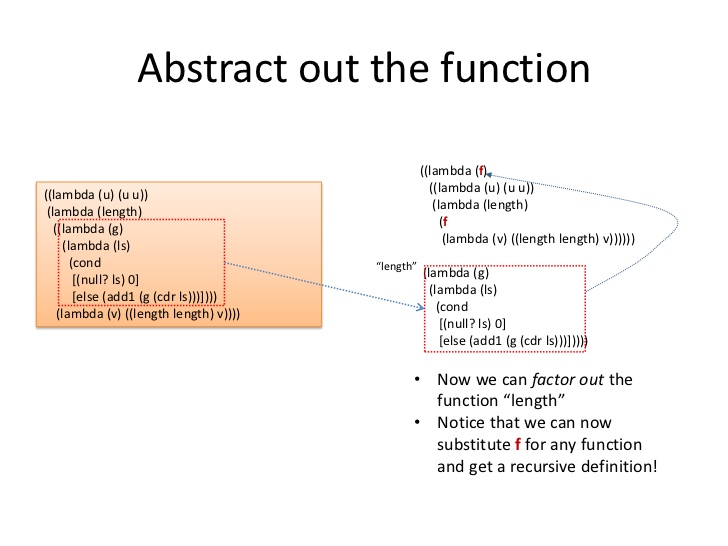 Abstract out the function
((lambda (u) (u u))
(lambda (length)
((lambda (g)
(lambda (ls)
(cond
[(null? ls) 0]
[else (add1 (g (cdr ls)))])))
(lambda (v) ((length length) v))))
((lambda (f)
((lambda (u) (u u))
(lambda (length)
(f
(lambda (v) ((length length) v))))))
“length”
(lambda (g)
(lambda (ls)
(cond
[(null? ls) 0]
[else (add1 (g (cdr ls)))]))))
• Now we can factor out the
function “length”
• Notice that we can now
substitute f for any function
and get a recursive definition!